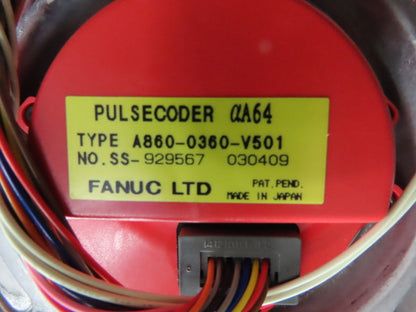 PULSECODER αA64
TYPE A860-0360-V501
NO.SS-929567 030409
FANUC LTD PAT.PEND.
MADE IN JAPAN